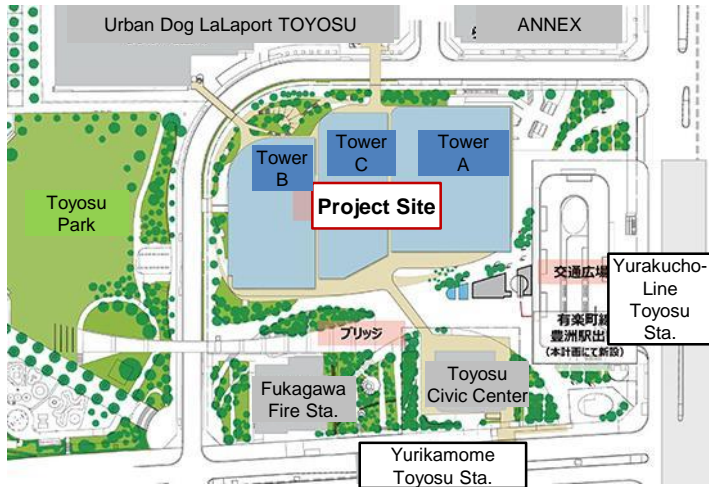 Urban Dog LaLaport TOYOSU
ANNEX
Tower
C
Tower
A
Tower
B
Project Site
Toyosu
Park
交通広場
Yurakucho-
Line
Toyosu
Sta.
有楽町線
豊洲駅出
(本計画にて新設)
ブリッジ
Fukagawa
Fire Sta.
Toyosu
Civic Center
Yurikamome
Toyosu Sta.